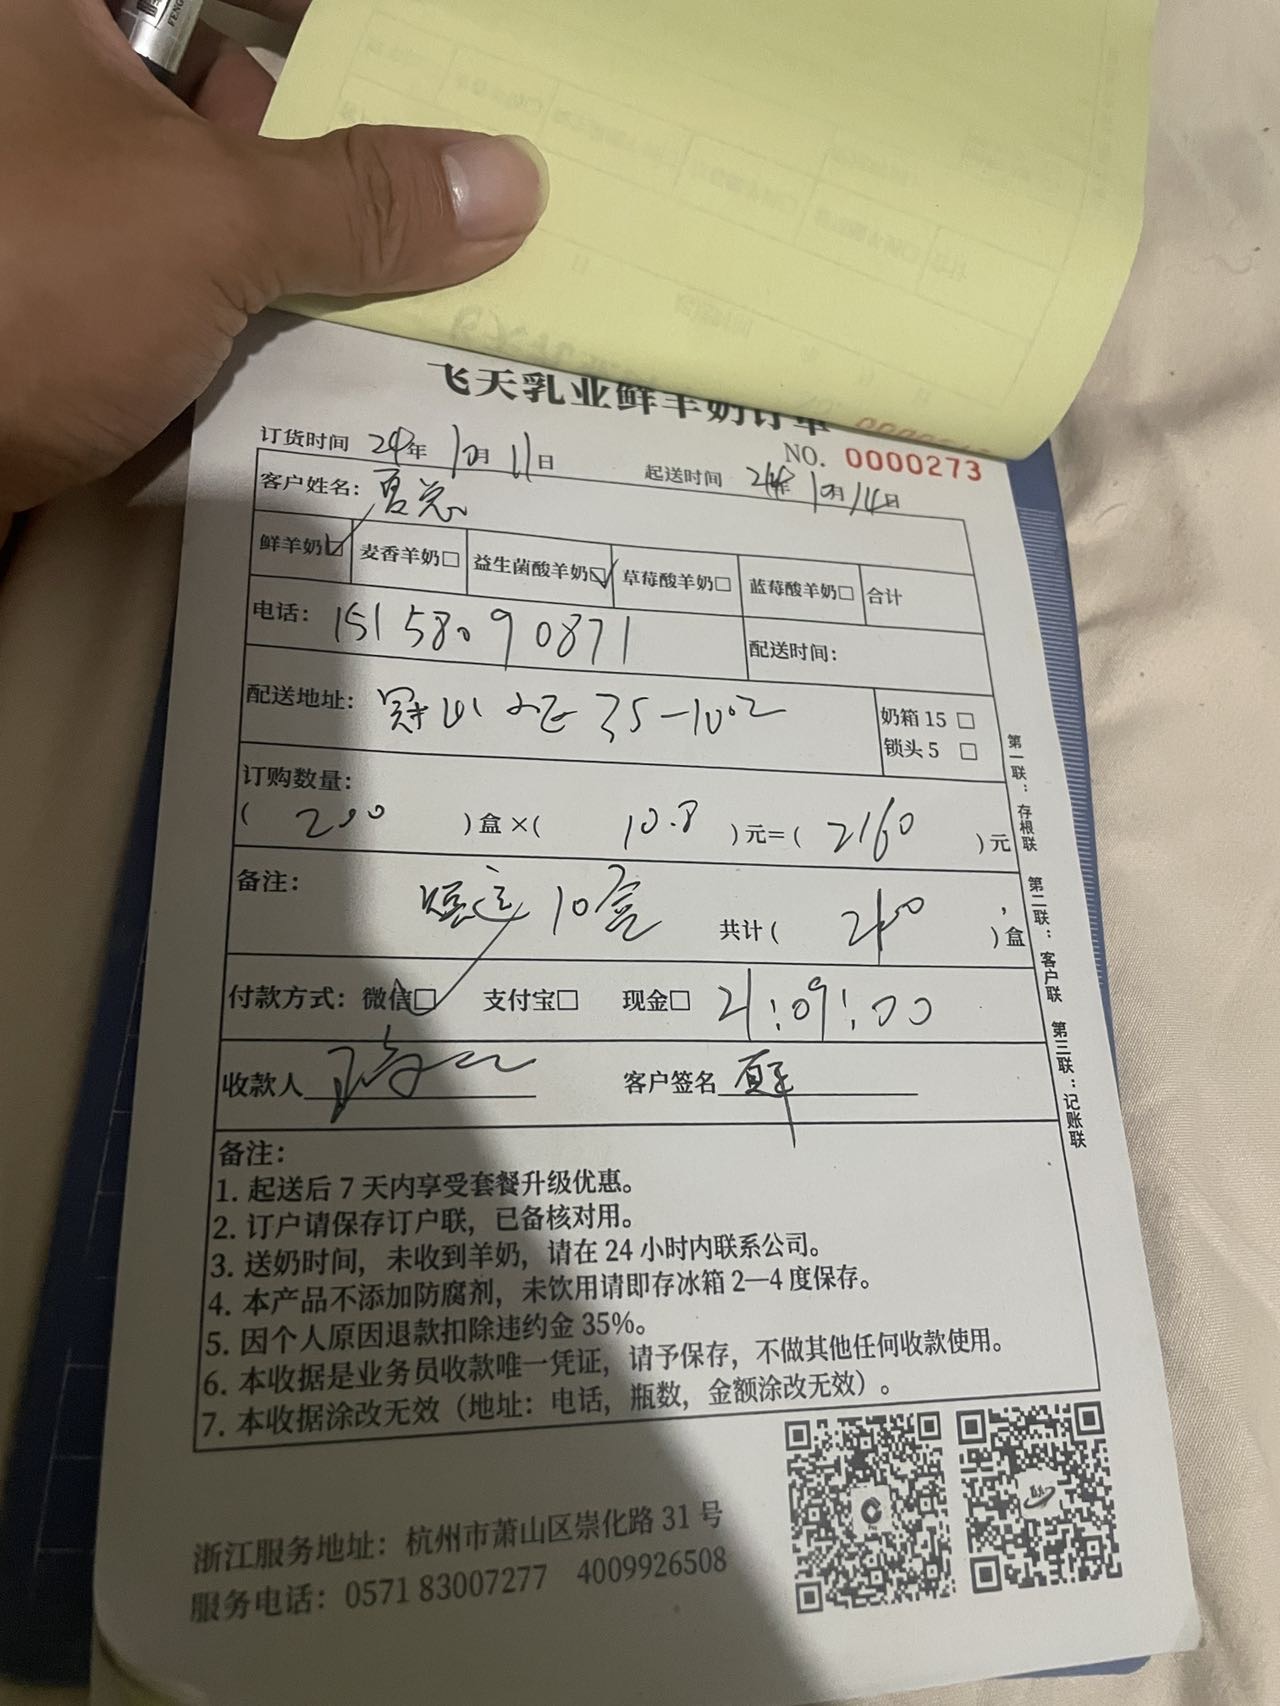 飞天乳业鲜羊奶订单
NO. 0000273
订货时间 24年 10月 11日 起送时间 24年 10月 14日
客户姓名: 夏总
鲜羊奶☑ 麦香羊奶□ 益生菌酸羊奶☑ 草莓酸羊奶□ 蓝莓酸羊奶□ 合计
电话: 15158090871 配送时间:
配送地址: 冠山小区 35-1002 奶箱 15 □
锁头 5 □
订购数量:
( 200 )盒×( 10.8 )元=( 2160 )元
备注: 10盒 共计( 210 )盒
付款方式: 微信☑ 支付宝□ 现金□ 21:09:00
收款人 客户签名
备注:
1. 起送后 7 天内享受套餐升级优惠。
2. 订户请保存订户联, 已备核对用。
3. 送奶时间, 未收到羊奶, 请在 24 小时内联系公司。
4. 本产品不添加防腐剂, 未饮用请即存冰箱 2—4 度保存。
5. 因个人原因退款扣除违约金 35%。
6. 本收据是业务员收款唯一凭证, 请予保存, 不做其他任何收款使用。
7. 本收据涂改无效 (地址: 电话, 瓶数, 金额涂改无效) 。
第一联: 存根联 第二联: 客户联 第三联: 记账联
浙江服务地址: 杭州市萧山区崇化路 31 号
服务电话: 0571 83007277 4009926508